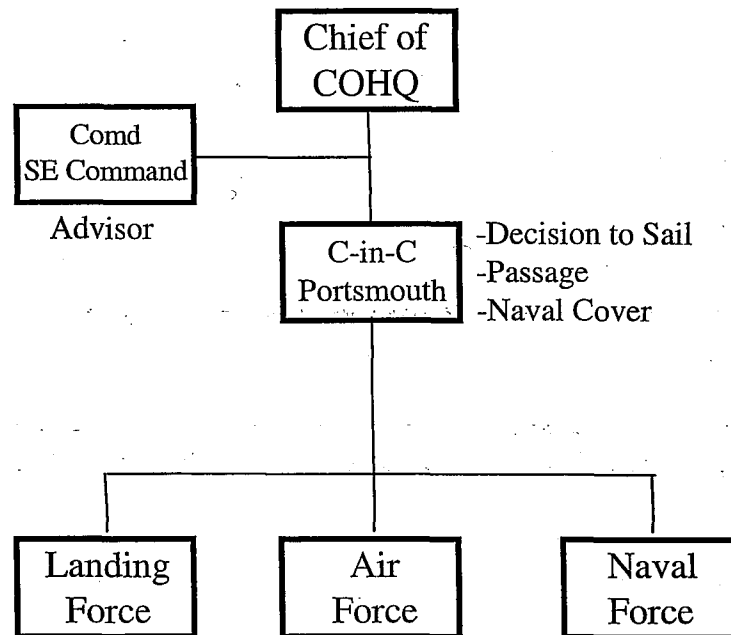 Chief of
COHQ
Comd
SE Command
Advisor
C-in-C
Portsmouth
-Decision to Sail
-Passage
-Naval Cover
Landing
Force
Air
Force
Naval
Force